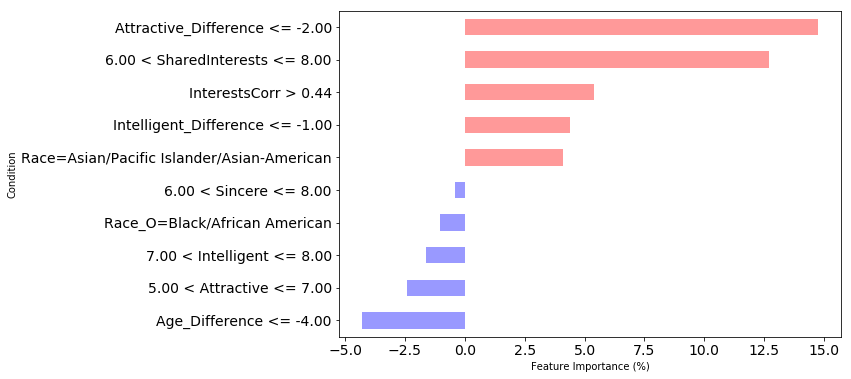 Attractive_Difference <= -2.00
6.00 < SharedInterests <= 8.00
InterestsCorr > 0.44
Intelligent_Difference <= -1.00
Race=Asian/Pacific Islander/Asian-American
6.00 < Sincere <= 8.00
Race_O=Black/African American
7.00 < Intelligent <= 8.00
5.00 < Attractive <= 7.00
Age_Difference <= -4.00
Condition
−5.0 −2.5 0.0 2.5 5.0 7.5 10.0 12.5 15.0
Feature Importance (%)